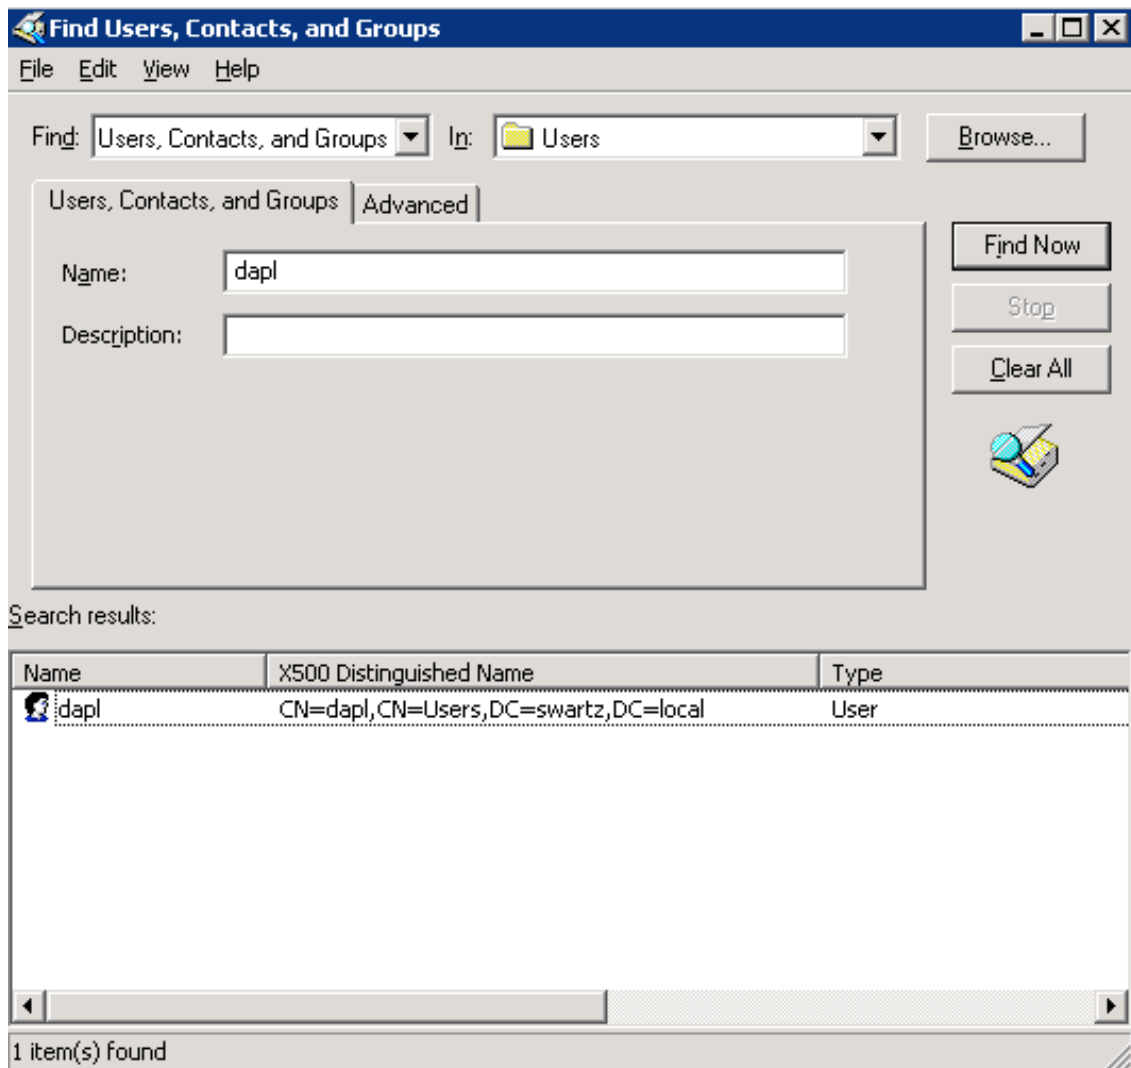 Find Users, Contacts, and Groups
File Edit View Help
Find: Users, Contacts, and Groups In: Users Browse...
Users, Contacts, and Groups Advanced
Name: dapl
Find Now
Description:
Stop
Clear All
Search results:
Name X500 Distinguished Name Type
dapl CN=dapl,CN=Users,DC=swartz,DC=local User
1 item(s) found